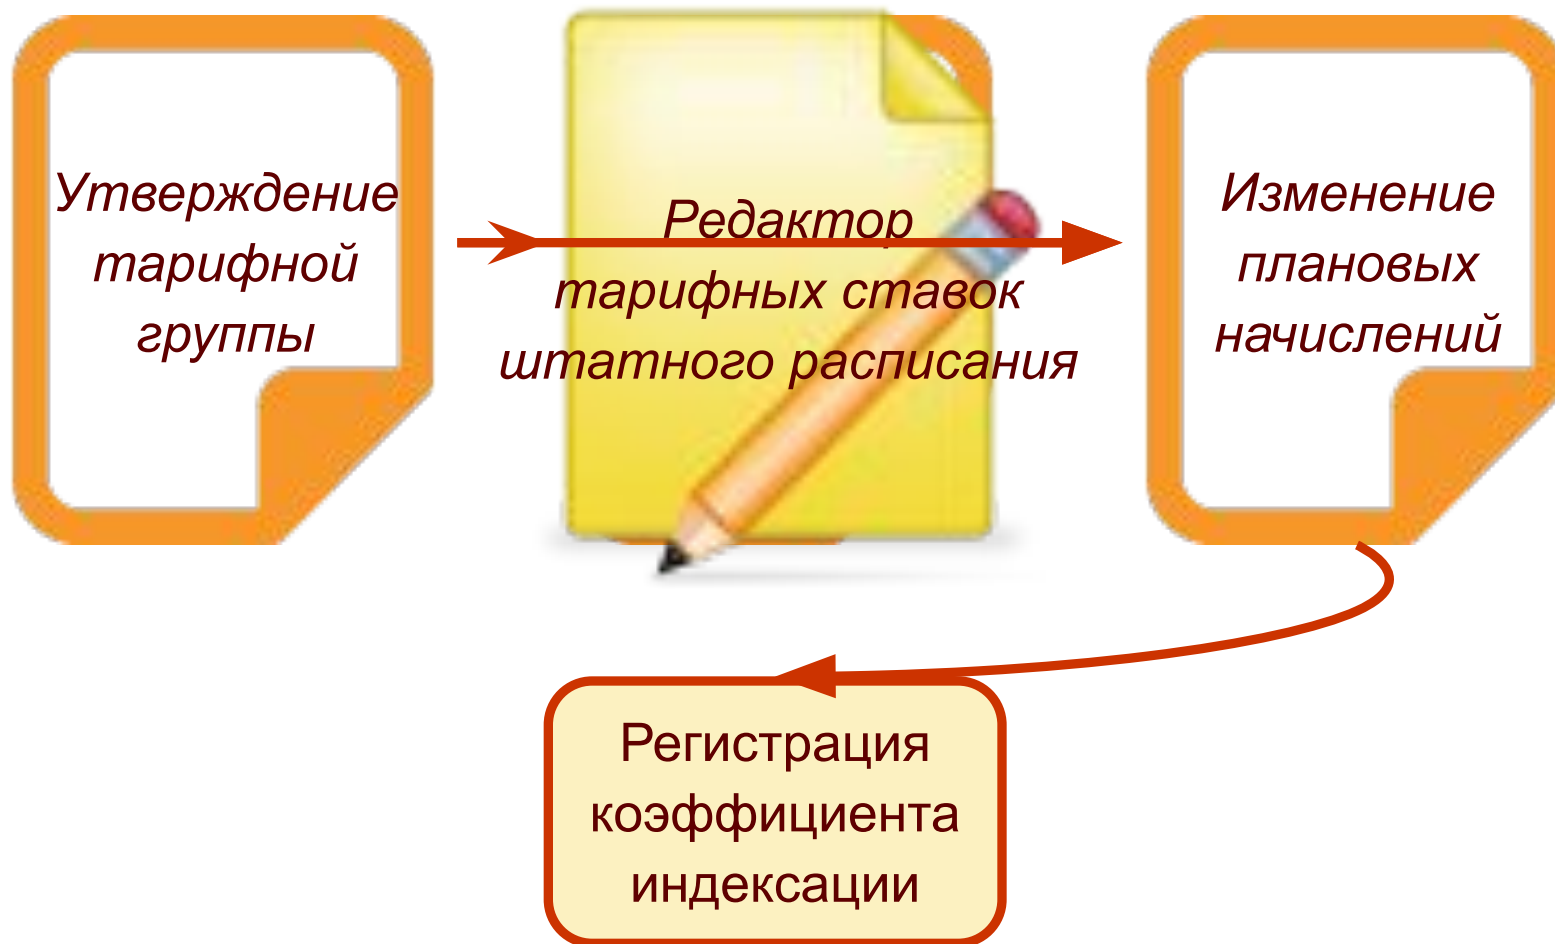 Утверждение
тарифной
группы
Редактор
тарифных ставок
штатного расписания
Изменение
плановых
начислений
Регистрация
коэффициента
индексации